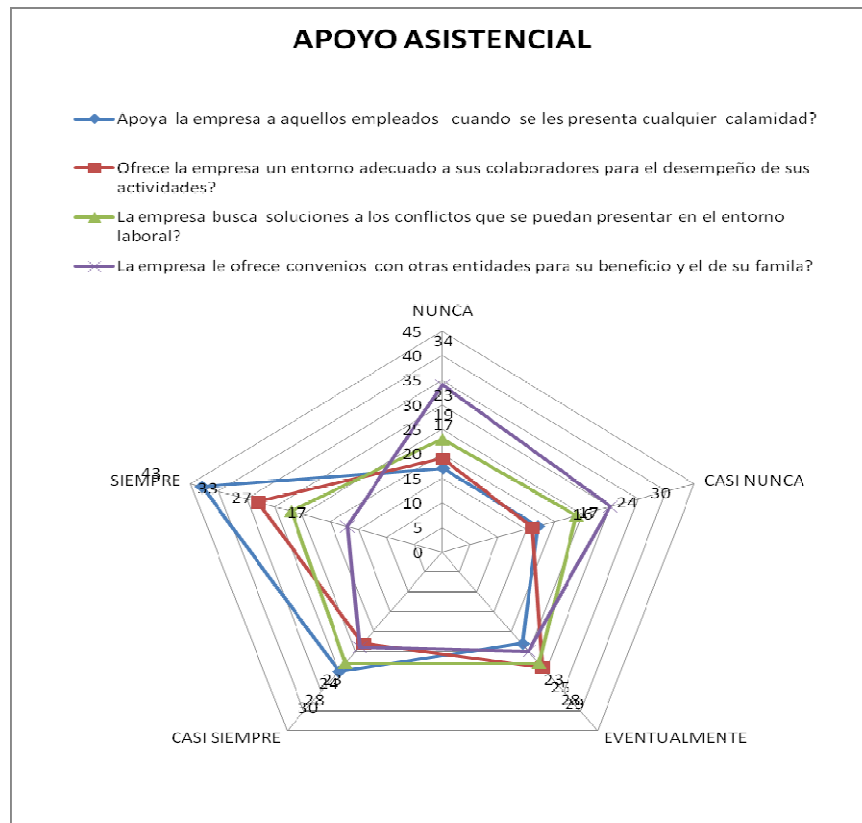 APOYO ASISTENCIAL
Apoya la empresa a aquellos empleados cuando se les presenta cualquier calamidad?
Ofrece la empresa un entorno adecuado a sus colaboradores para el desempeño de sus
actividades?
La empresa busca soluciones a los conflictos que se puedan presentar en el entorno
laboral?
La empresa le ofrece convenios con otras entidades para su beneficio y el de su famila?
NUNCA
45
34
40
35
23
30
19
25
17
20
15
10
5
0
SIEMPRE
43
33
27
17
CASI NUNCA
30
24
17
16
23
24
28
30
CASI SIEMPRE
23
25
28
29
EVENTUALMENTE